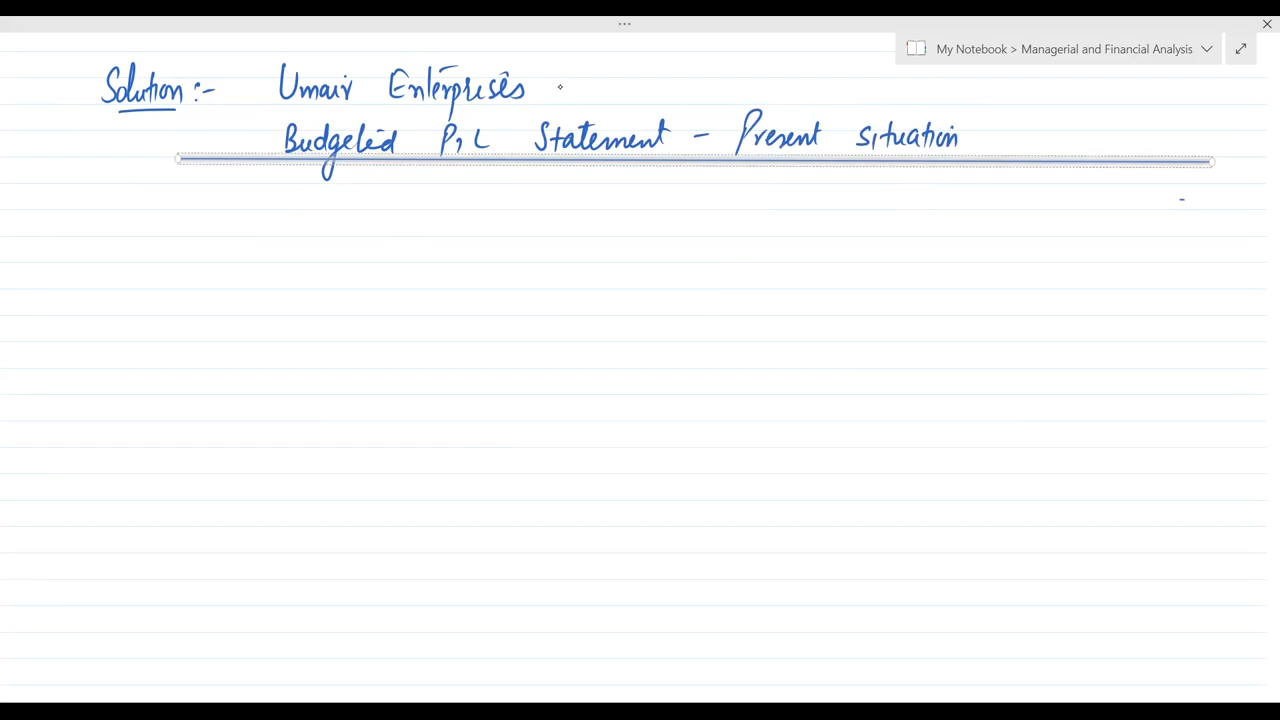 My Notebook > Managerial and Financial Analysis
Solution :- Umair Enterprises
Budgeted P, L Statement - Present situation